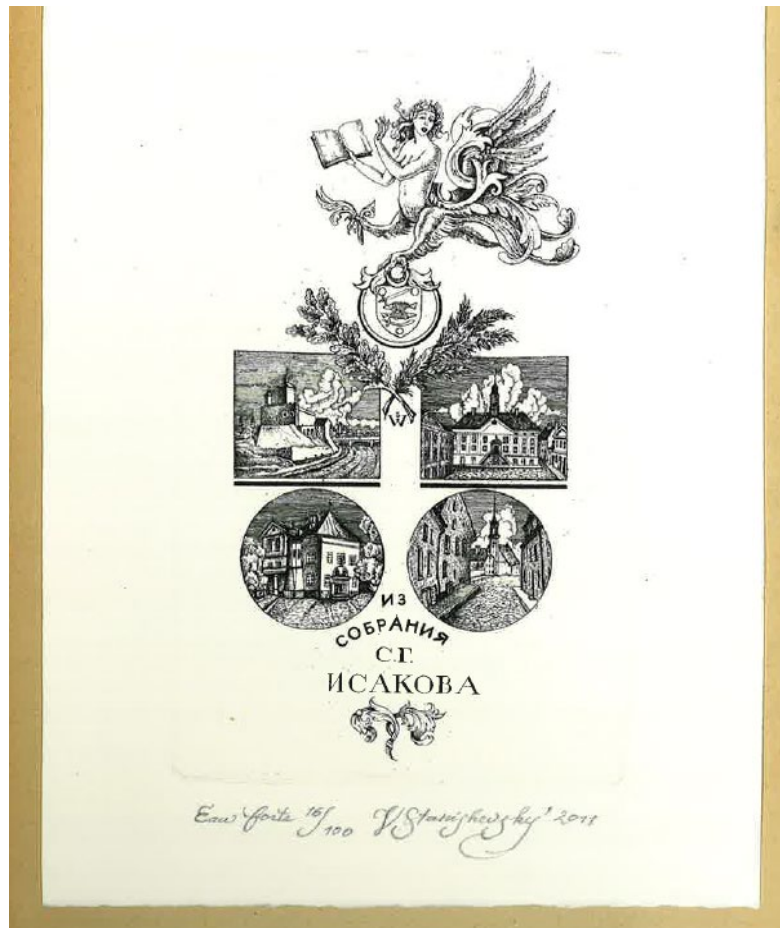 ИЗ
СОБРАНИЯ
С.Г.
ИСАКОВА
Eau forte 16/100 V Stanishevsky' 2011